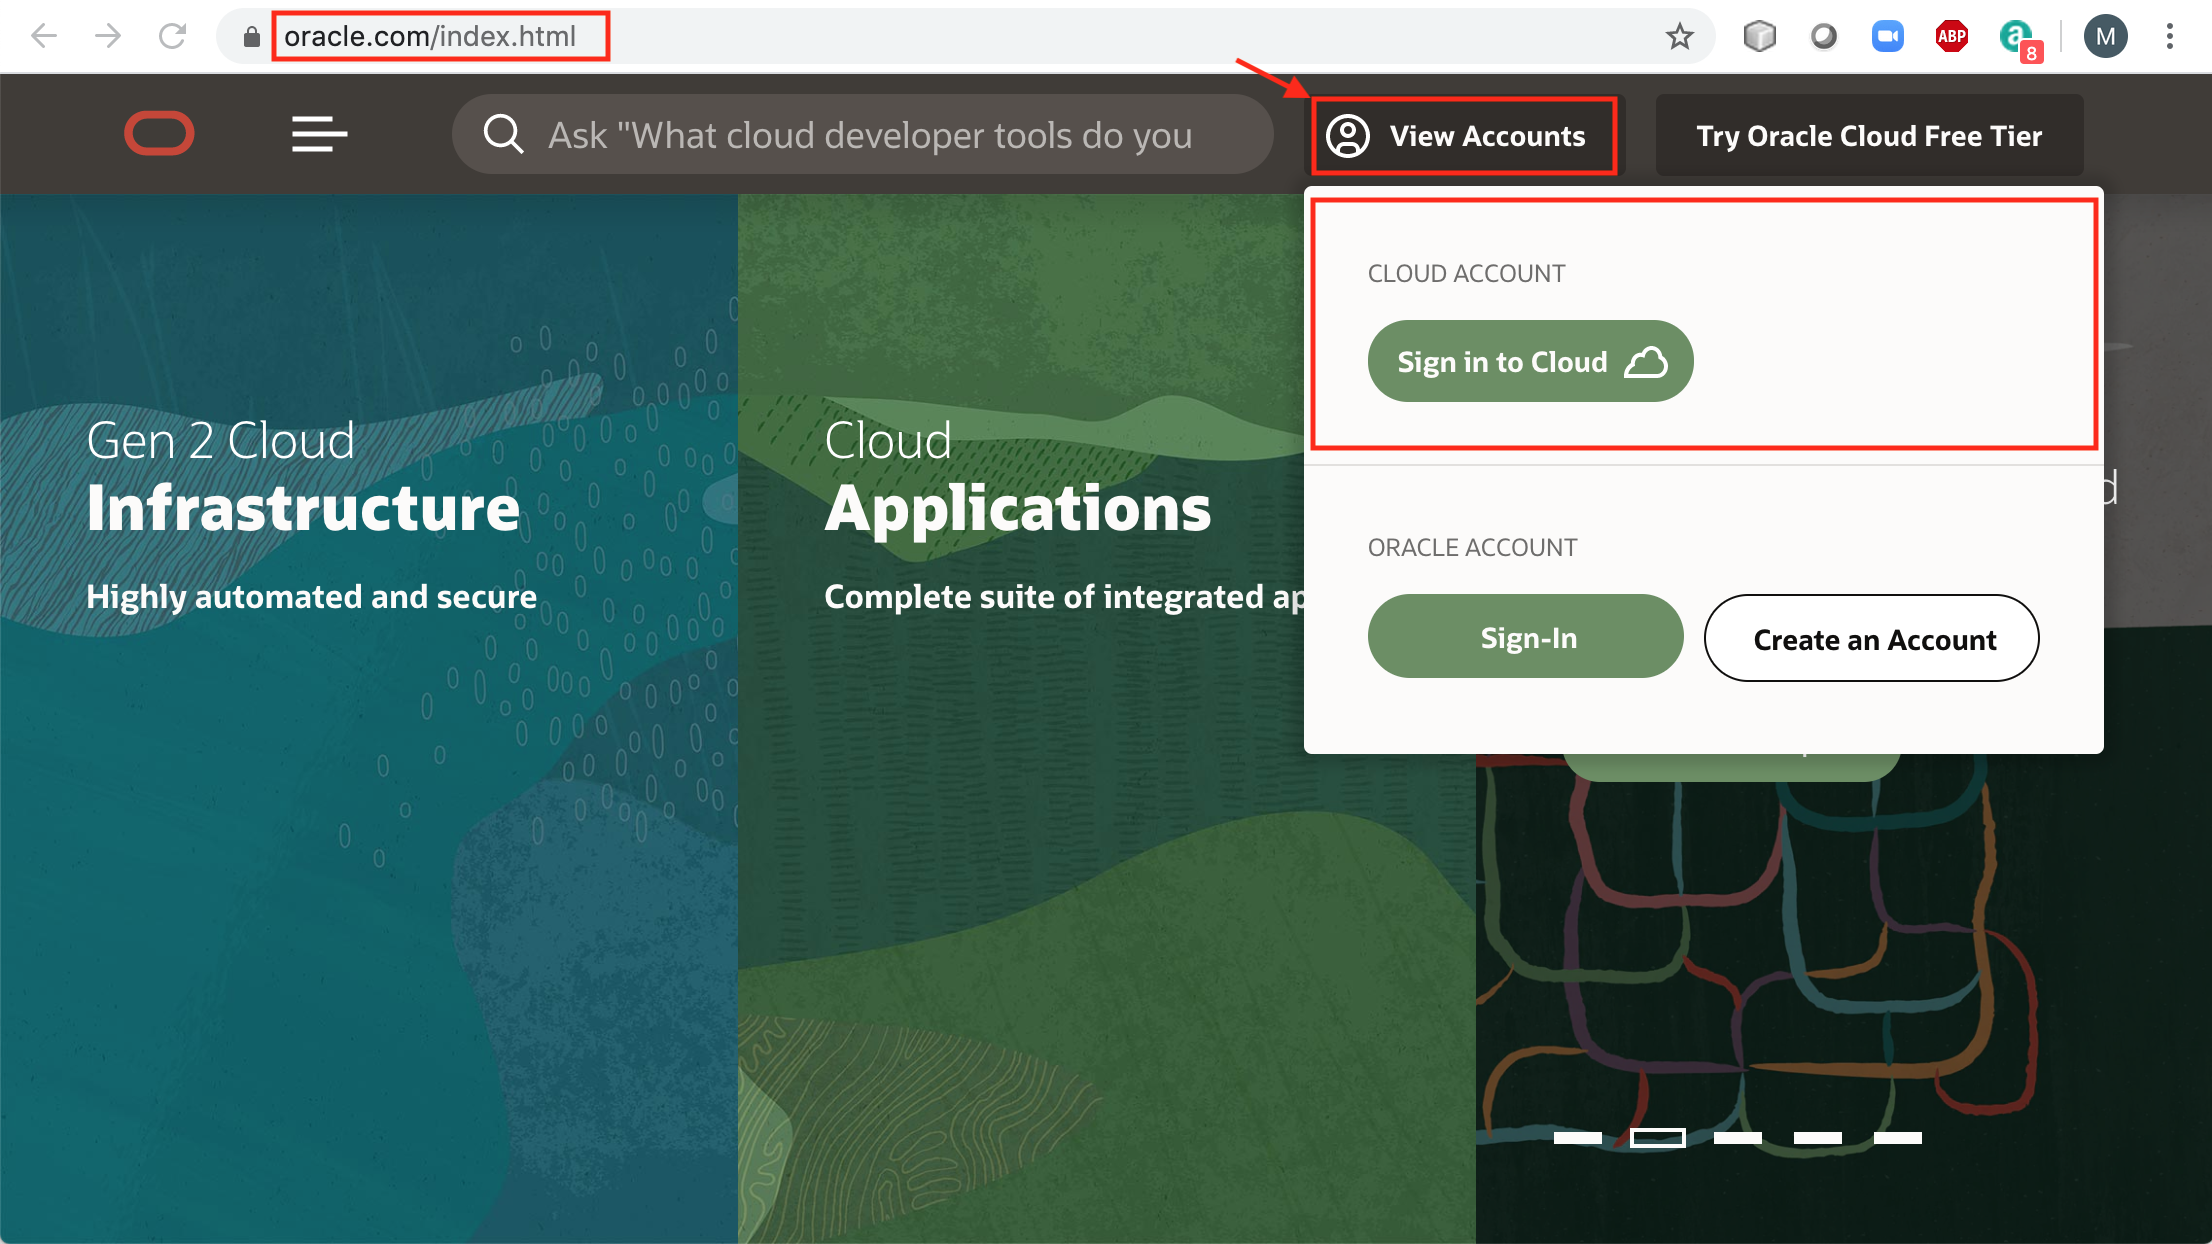 oracle.com/index.html
ABP
a
8
M
Ask "What cloud developer tools do you
View Accounts
Try Oracle Cloud Free Tier
CLOUD ACCOUNT
Sign in to Cloud
Gen 2 Cloud
Infrastructure
Highly automated and secure
Cloud
Applications
Complete suite of integrated ap
d
ORACLE ACCOUNT
Sign-In
Create an Account